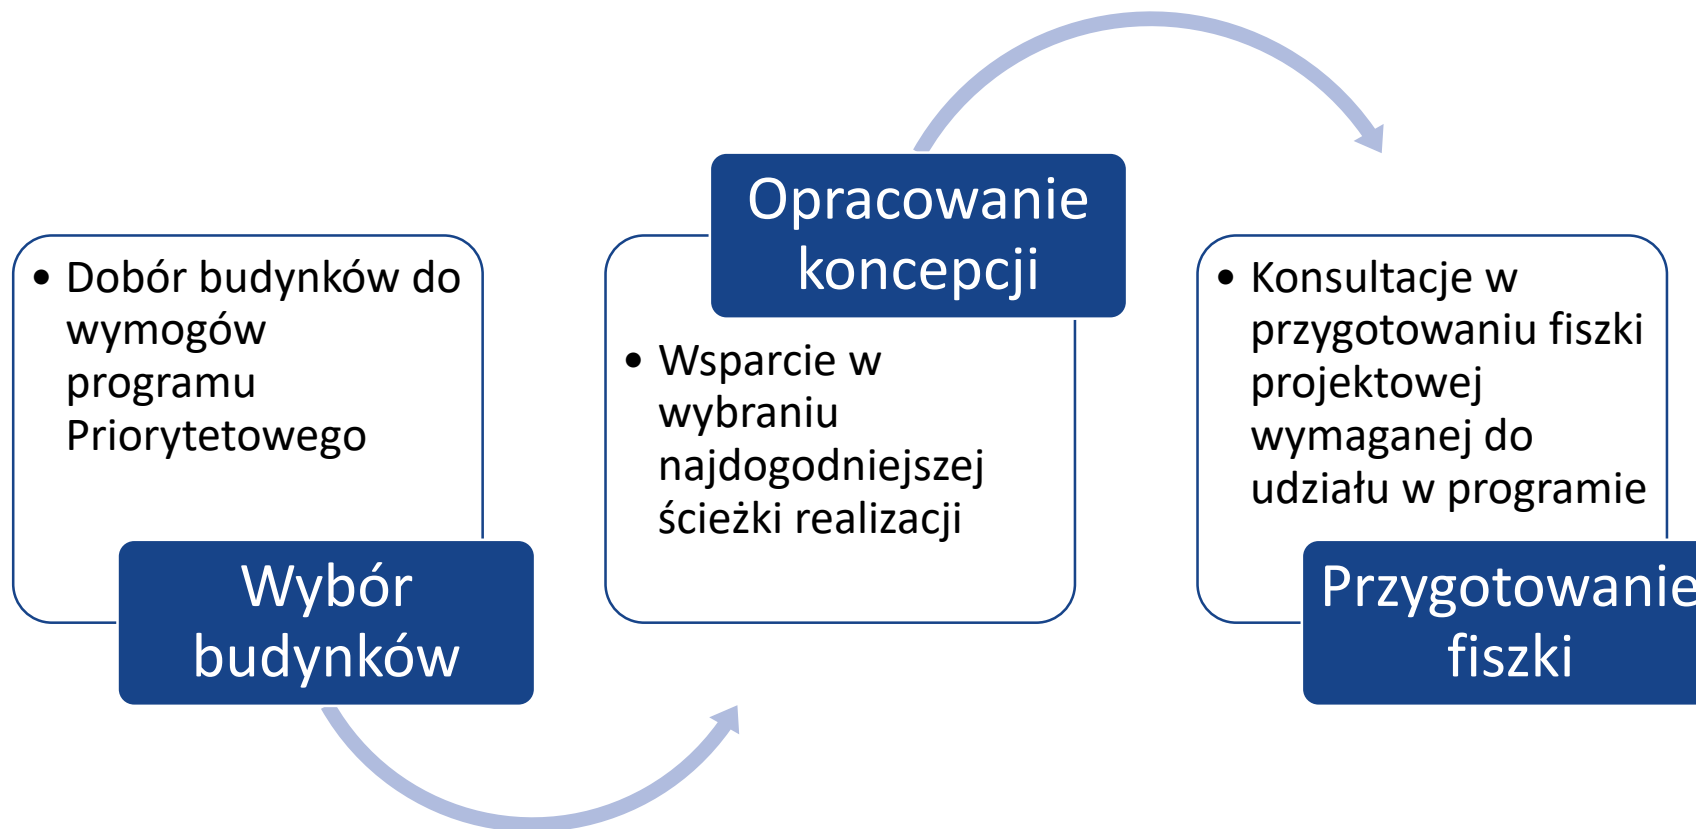 • Dobór budynków do
wymogów
programu
Priorytetowego
Wybór
budynków
Opracowanie
koncepcji
• Wsparcie w
wybraniu
najdogodniejszej
ścieżki realizacji
• Konsultacje w
przygotowaniu fiszki
projektowej
wymaganej do
udziału w programie
Przygotowanie
fiszki